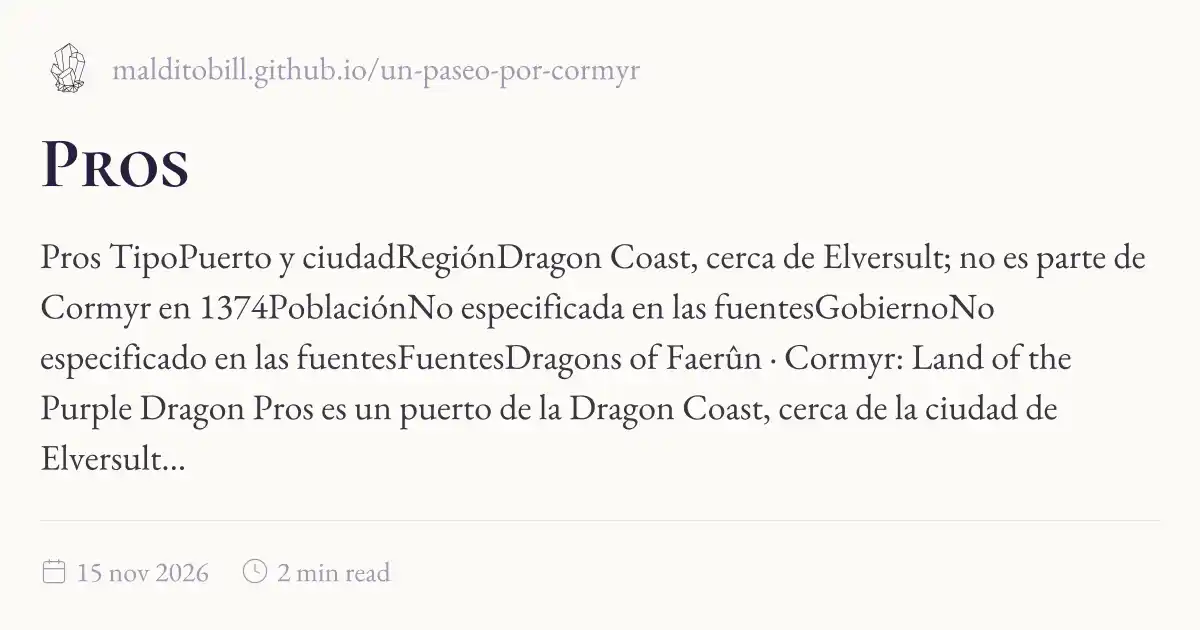 malditobill.github.io/un-paseo-por-cormyr
Pros
Pros TipoPuerto y ciudadRegiónDragon Coast, cerca de Elversult; no es parte de
Cormyr en 1374PoblaciónNo especificada en las fuentesGobiernoNo
especificado en las fuentesFuentesDragons of Faerûn · Cormyr: Land of the
Purple Dragon Pros es un puerto de la Dragon Coast, cerca de la ciudad de
Elversult...
15 nov 2026
2 min read